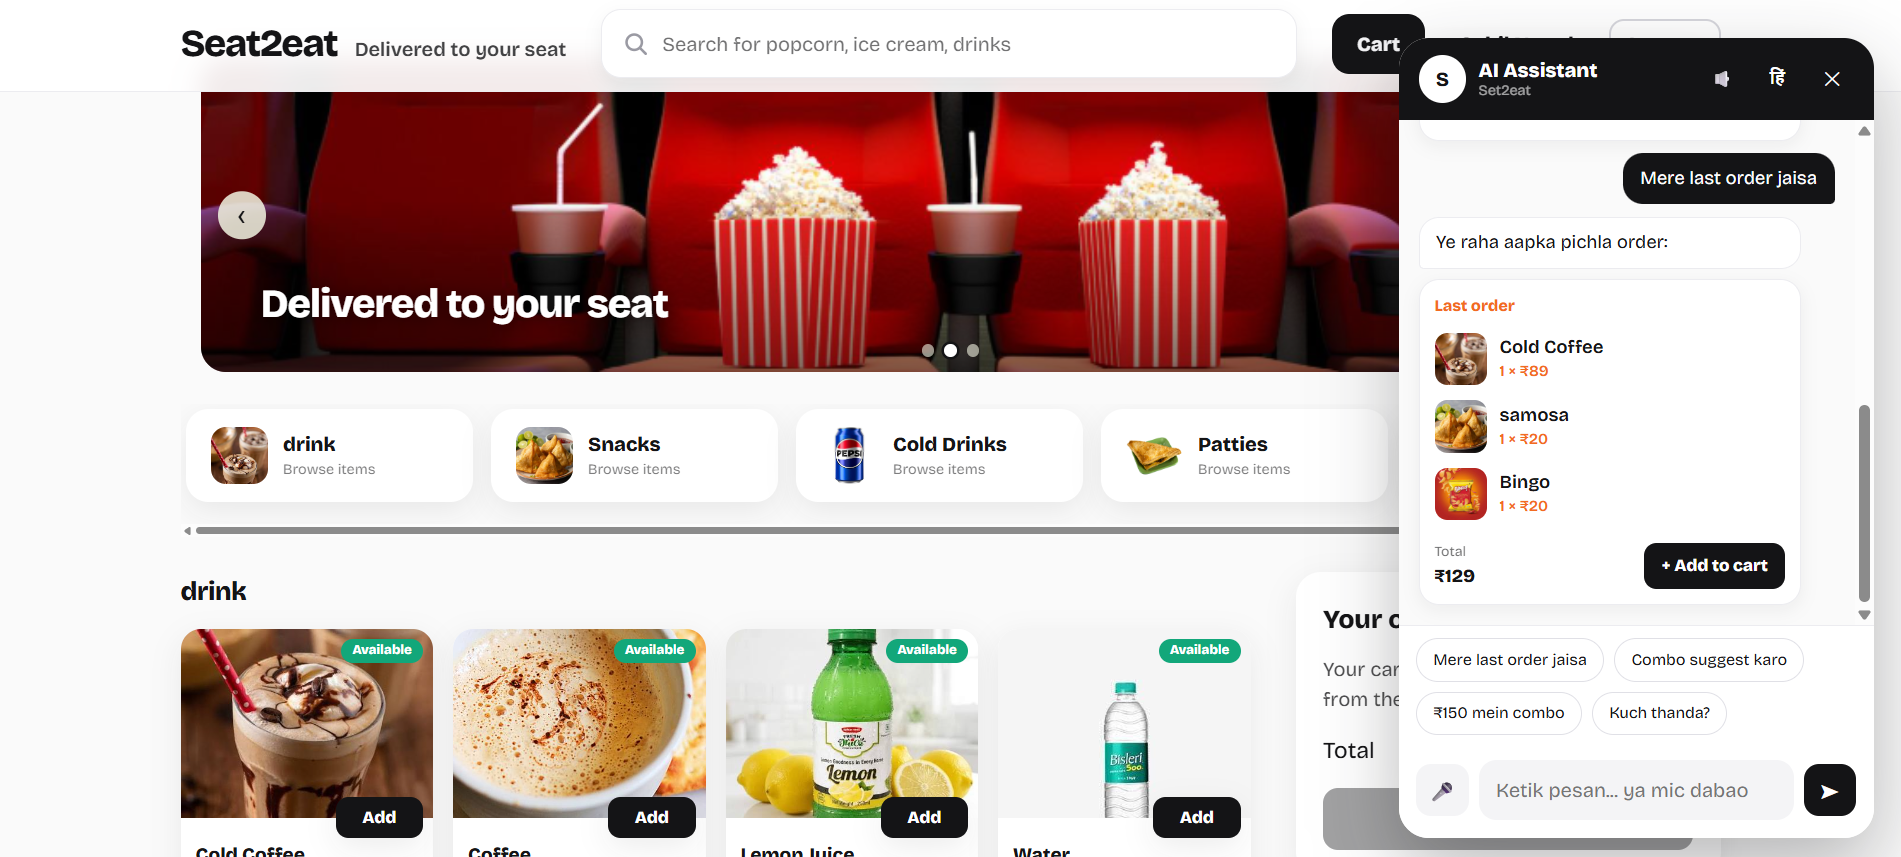 Seat2eat
Delivered to your seat
Search for popcorn, ice cream, drinks
Cart
Delivered to your seat
drink
Browse items
Snacks
Browse items
PEPSI
Cold Drinks
Browse items
Patties
Browse items
drink
Available
Add
Cold Coffee
Available
Add
Coffee
Available
Lemon
Add
Lemon Juice
Available
Bisleri
500
Add
Water
Your
Your
from the
Total
S
AI Assistant
Set2eat
हिं
Mere last order jaisa
Ye raha aapka pichla order:
Last order
Cold Coffee
1 × ₹89
samosa
1 × ₹20
Bingo
1 × ₹20
Total
₹129
+ Add to cart
Mere last order jaisa
Combo suggest karo
₹150 mein combo
Kuch thanda?
Ketik pesan... ya mic dabao